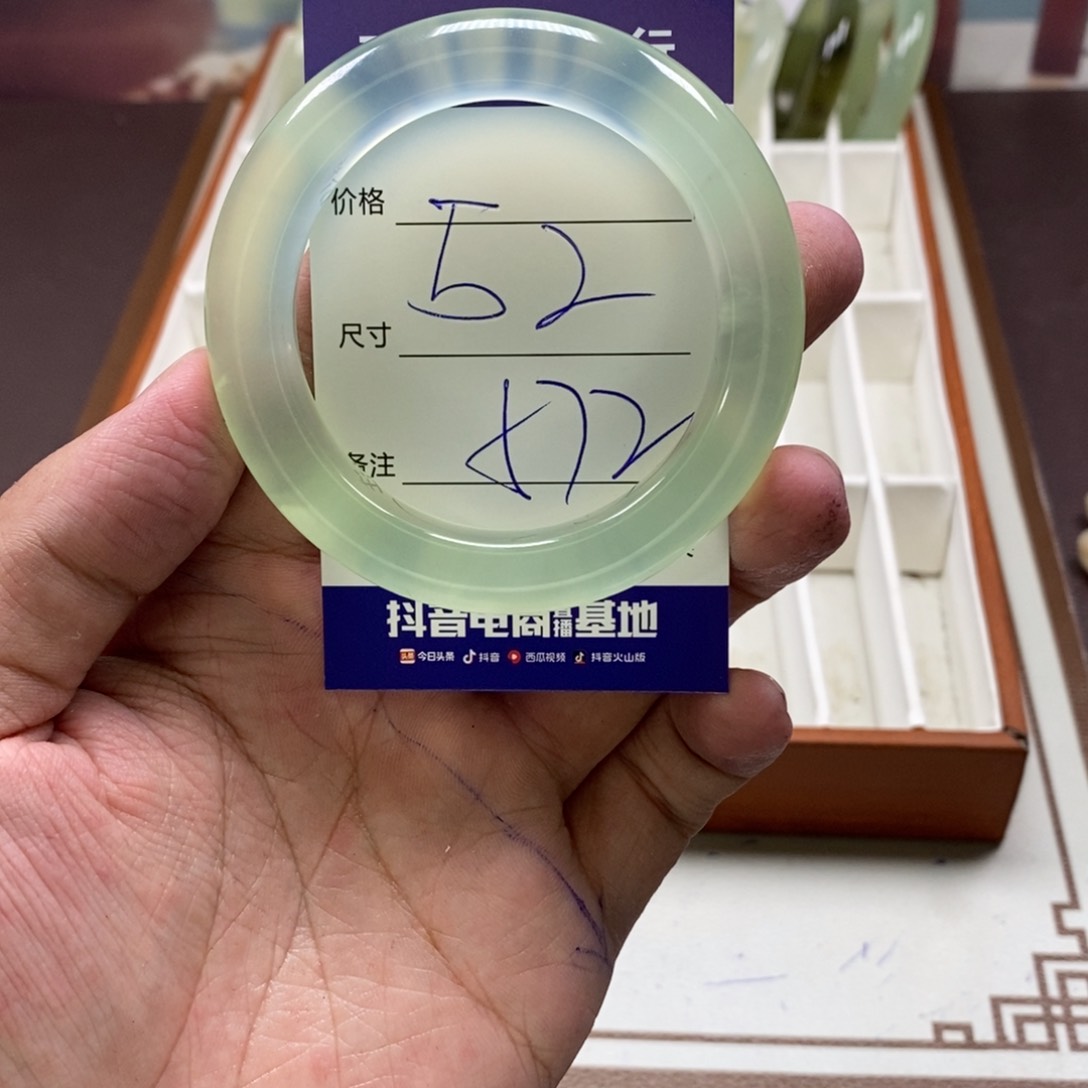 行
价格
52
尺寸
备注
抖音电商直播基地
今日头条 抖音 西瓜视频 抖音火山版